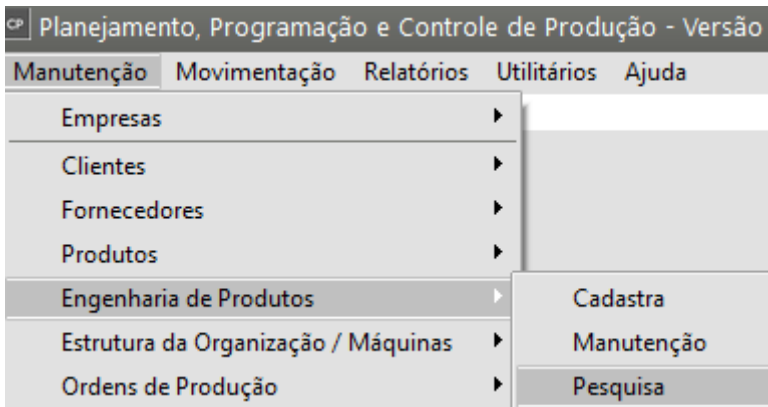 CP Planejamento, Programação e Controle de Produção - Versão
Manutenção Movimentação Relatórios Utilitários Ajuda
Empresas
Clientes
Fornecedores
Produtos
Engenharia de Produtos Cadastra
Estrutura da Organização / Máquinas Manutenção
Ordens de Produção Pesquisa